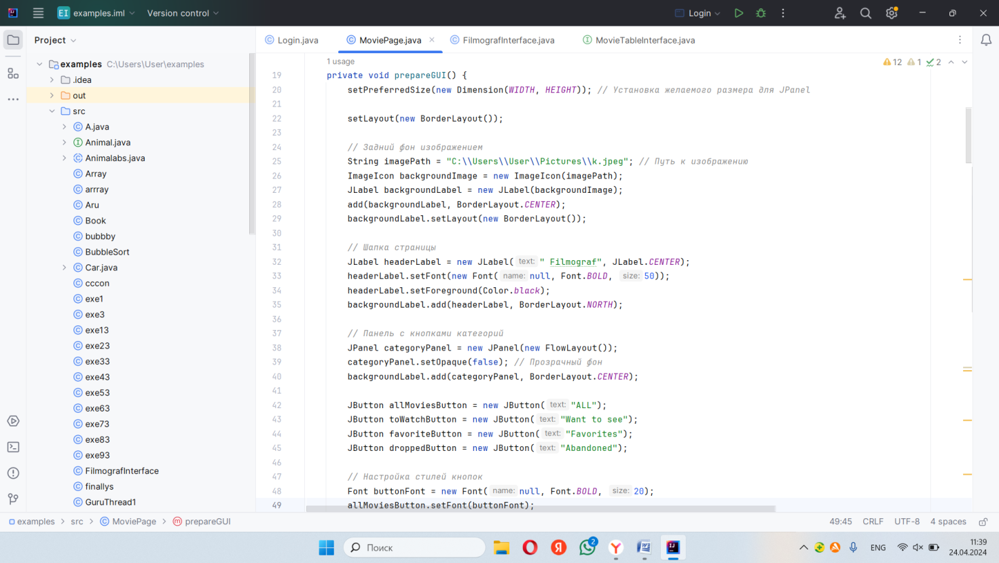 EI examples.iml Version control Login
Project
Login.java MoviePage.java FilmografInterface.java MovieTableInterface.java
examples C:\Users\User\examples
.idea
out
src
A.java
Animal.java
Animalabs.java
Array
arrray
Aru
Book
bubbby
BubbleSort
Car.java
cccon
exe1
exe3
exe13
exe23
exe33
exe43
exe53
exe63
exe73
exe83
exe93
FilmografInterface
finallys
GuruThread1
1 usage
12 1 2
19 private void prepareGUI() {
20 setPreferredSize(new Dimension(WIDTH, HEIGHT)); // Установка желаемого размера для JPanel
21
22 setLayout(new BorderLayout());
23
24 // Задний фон изображением
25 String imagePath = "C:\\Users\\User\\Pictures\\k.jpeg"; // Путь к изображению
26 ImageIcon backgroundImage = new ImageIcon(imagePath);
27 JLabel backgroundLabel = new JLabel(backgroundImage);
28 add(backgroundLabel, BorderLayout.CENTER);
29 backgroundLabel.setLayout(new BorderLayout());
30
31 // Шапка страницы
32 JLabel headerLabel = new JLabel( text: " Filmograf", JLabel.CENTER);
33 headerLabel.setFont(new Font( name: null, Font.BOLD, size: 50));
34 headerLabel.setForeground(Color.black);
35 backgroundLabel.add(headerLabel, BorderLayout.NORTH);
36
37 // Панель с кнопками категорий
38 JPanel categoryPanel = new JPanel(new FlowLayout());
39 categoryPanel.setOpaque(false); // Прозрачный фон
40 backgroundLabel.add(categoryPanel, BorderLayout.CENTER);
41
42 JButton allMoviesButton = new JButton( text: "ALL");
43 JButton toWatchButton = new JButton( text: "Want to see");
44 JButton favoriteButton = new JButton( text: "Favorites");
45 JButton droppedButton = new JButton( text: "Abandoned");
46
47 // Настройка стилей кнопок
48 Font buttonFont = new Font( name: null, Font.BOLD, size: 20);
49 allMoviesButton.setFont(buttonFont);
examples > src > MoviePage > prepareGUI 49:45 CRLF UTF-8 4 spaces
Поиск Я 2 Y W IJ ENG 11:39
24.04.2024